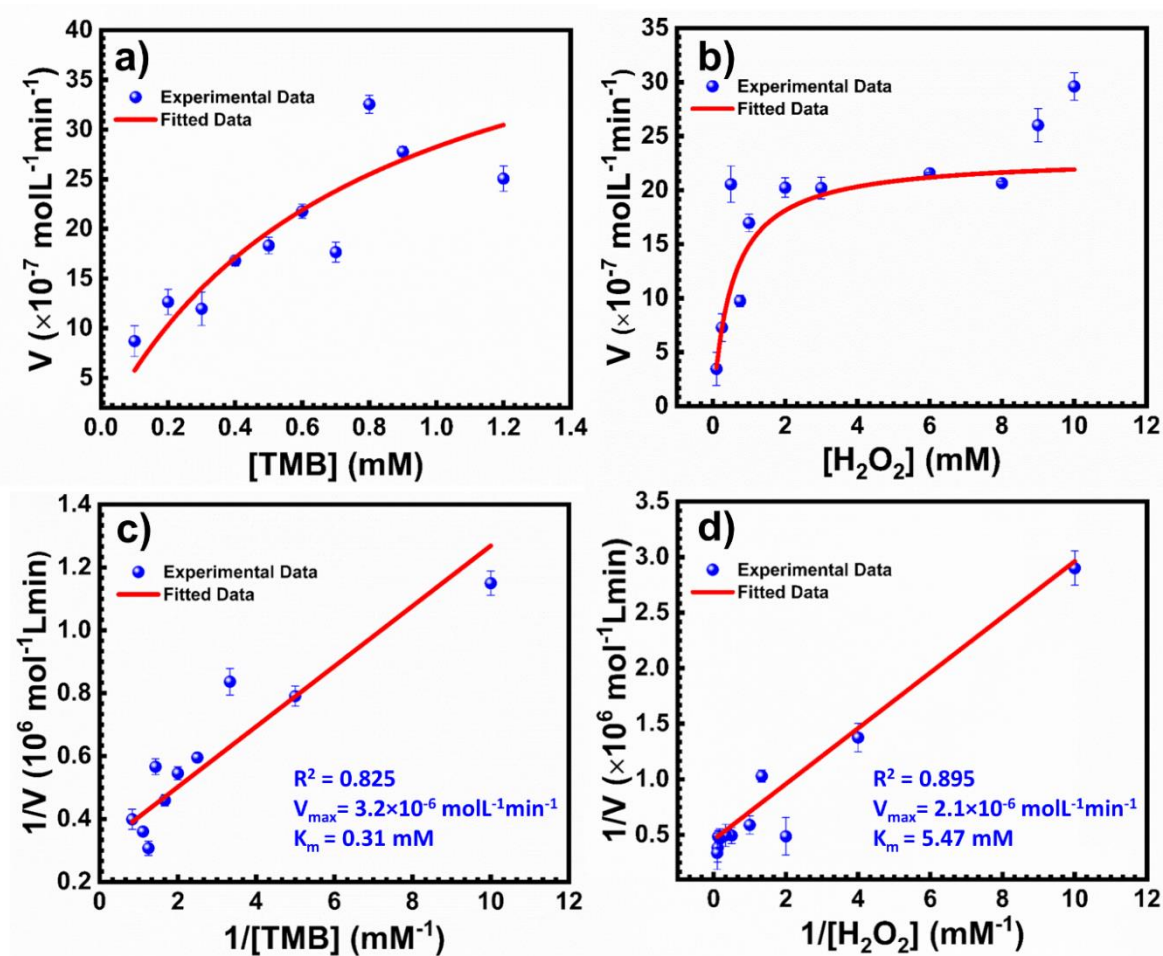 a)
Experimental Data
Fitted Data
V (×10⁻⁷ molL⁻¹min⁻¹)
40
35
30
25
20
15
10
5
0.0 0.2 0.4 0.6 0.8 1.0 1.2 1.4
[TMB] (mM)
b)
Experimental Data
Fitted Data
V (×10⁻⁷ molL⁻¹min⁻¹)
35
30
25
20
15
10
5
0
0 2 4 6 8 10 12
[H₂O₂] (mM)
c)
Experimental Data
Fitted Data
1/V (10⁶ mol⁻¹Lmin)
1.4
1.2
1.0
0.8
0.6
0.4
0.2
R² = 0.825
Vmax= 3.2×10⁻⁶ molL⁻¹min⁻¹
Km = 0.31 mM
0 2 4 6 8 10 12
1/[TMB] (mM⁻¹)
d)
Experimental Data
Fitted Data
1/V (×10⁶ mol⁻¹Lmin)
3.5
3.0
2.5
2.0
1.5
1.0
0.5
R² = 0.895
Vmax = 2.1×10⁻⁶ molL⁻¹min⁻¹
Km = 5.47 mM
0 2 4 6 8 10 12
1/[H₂O₂] (mM⁻¹)